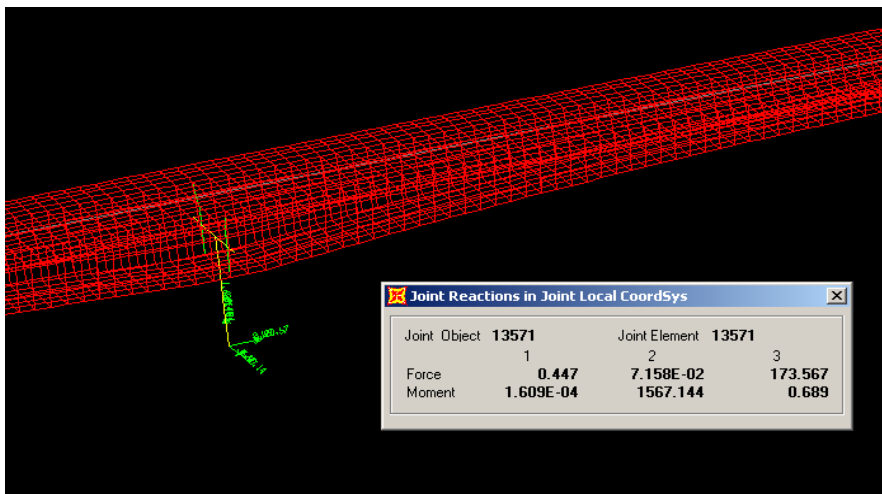 Joint Reactions in Joint Local CoordSys
Joint Object 13571 Joint Element 13571
1 2 3
Force 0.447 7.158E-02 173.567
Moment 1.609E-04 1567.144 0.689